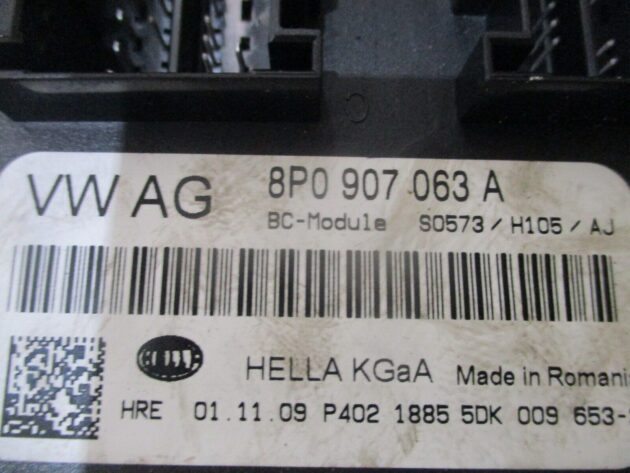 VW AG 8P0 907 063 A
BC-Module S0573 / H105 / AJ
HELLA
HELLA KGaA Made in Romani
HRE 01.11.09 P402 1885 5DK 009 653-